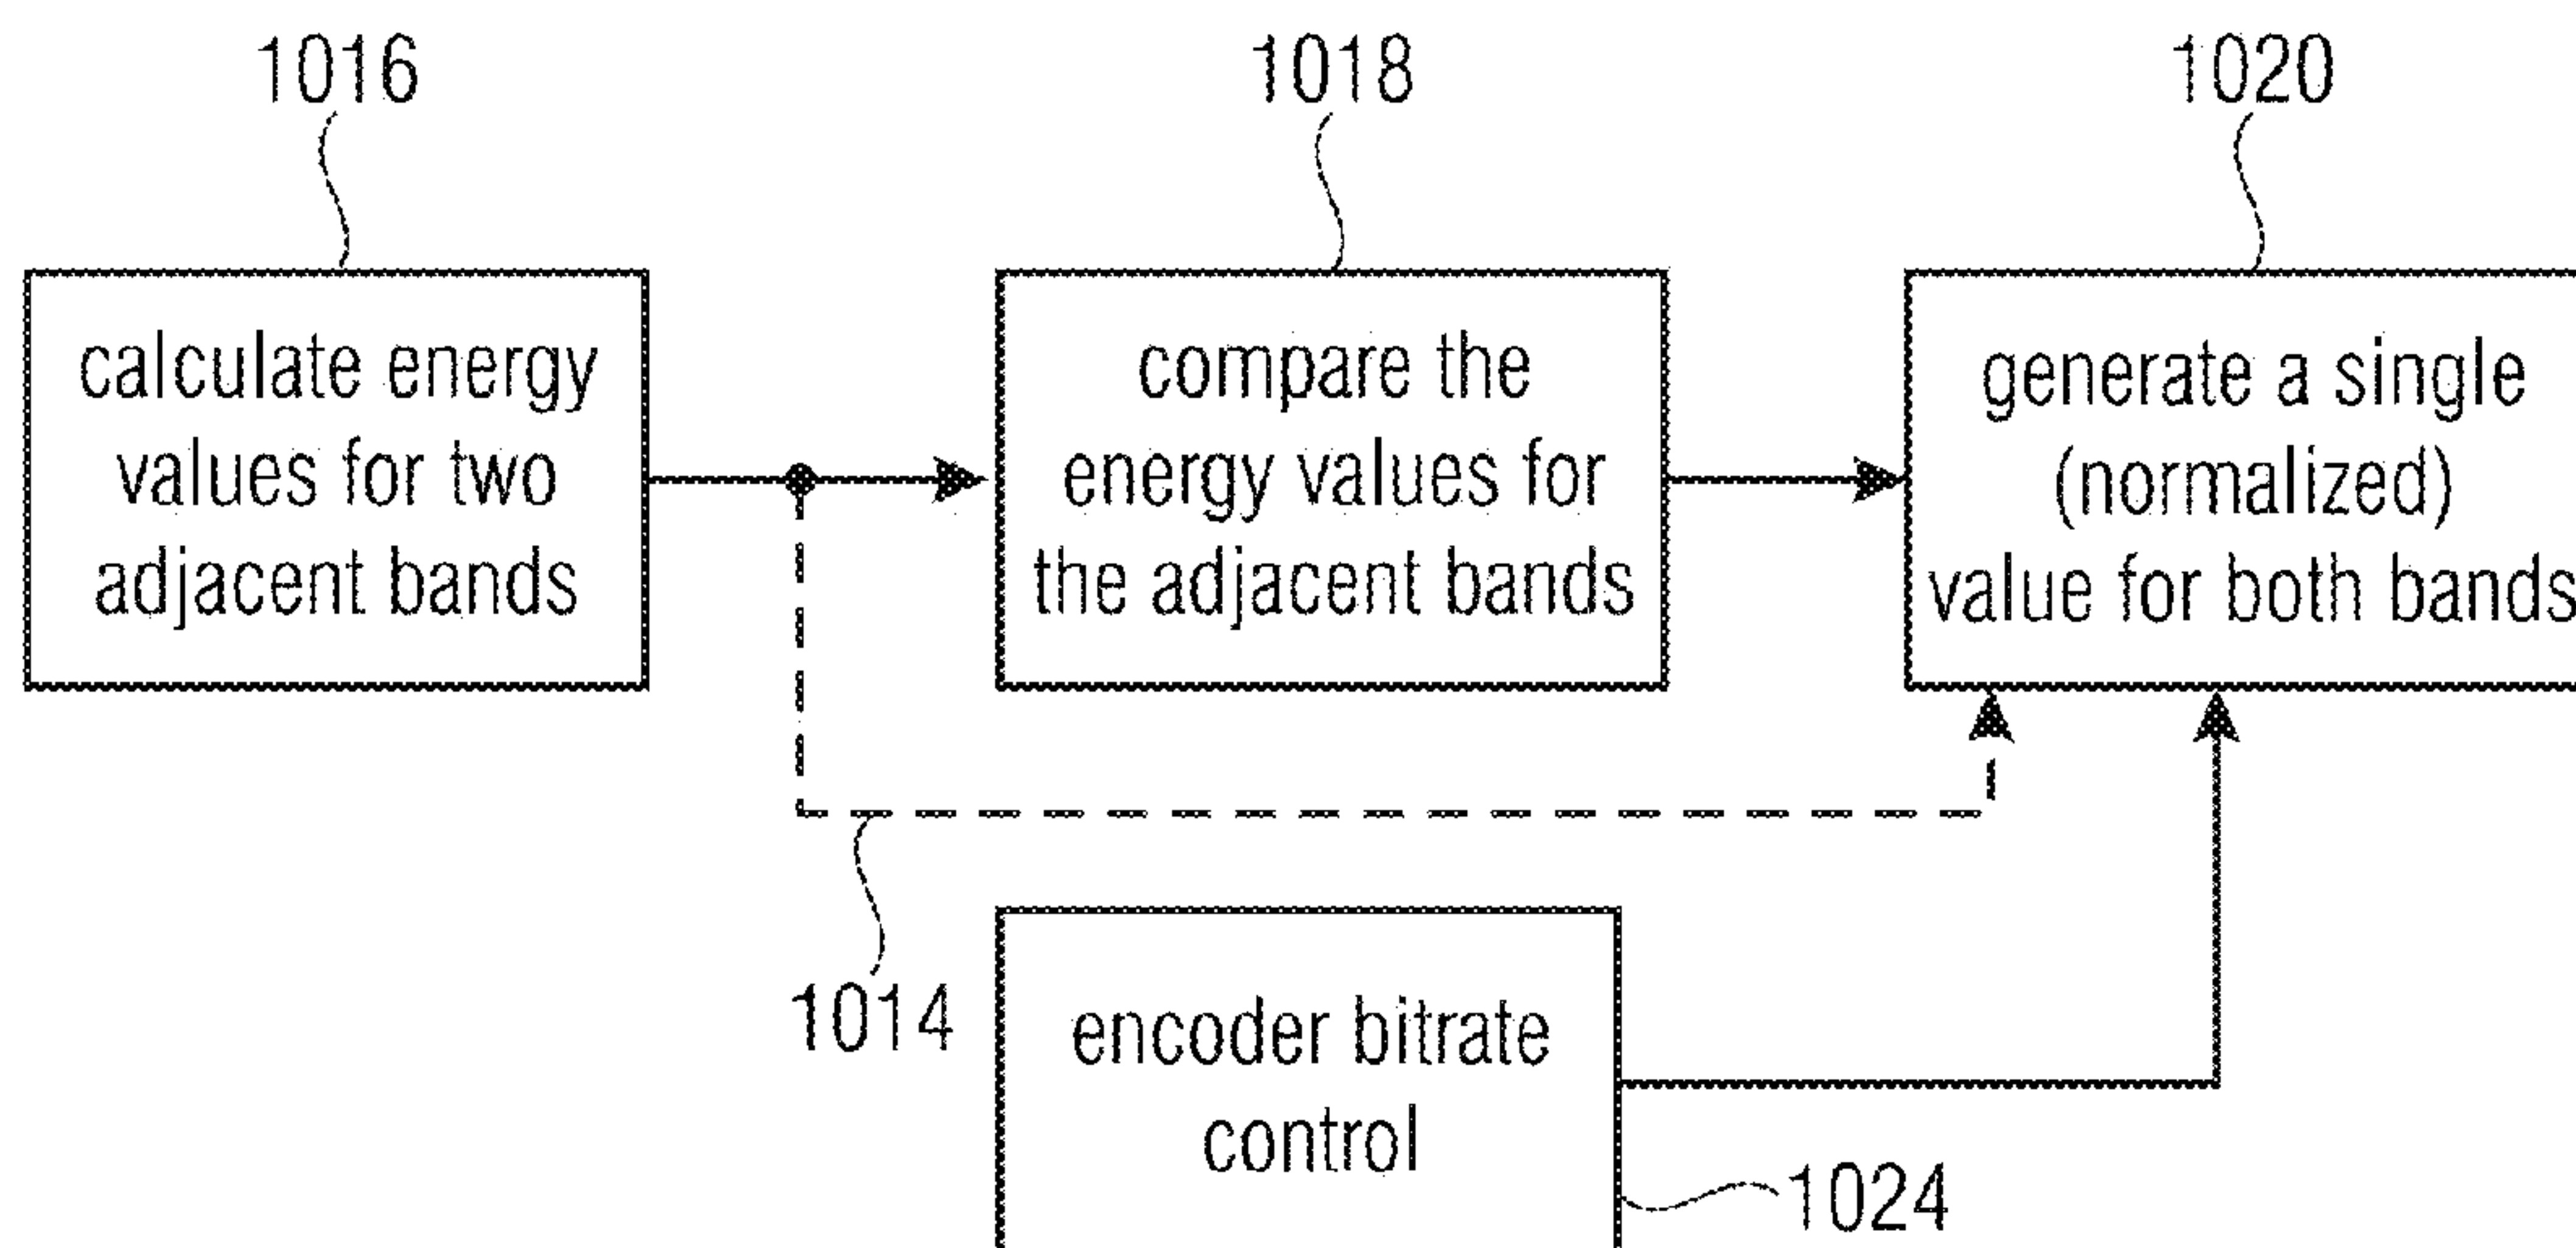 1016
1018
1020
calculate energy
values for two
adjacent bands
compare the
energy values for
the adjacent bands
generate a single
(normalized)
value for both bands
1014
encoder bitrate
control
1024